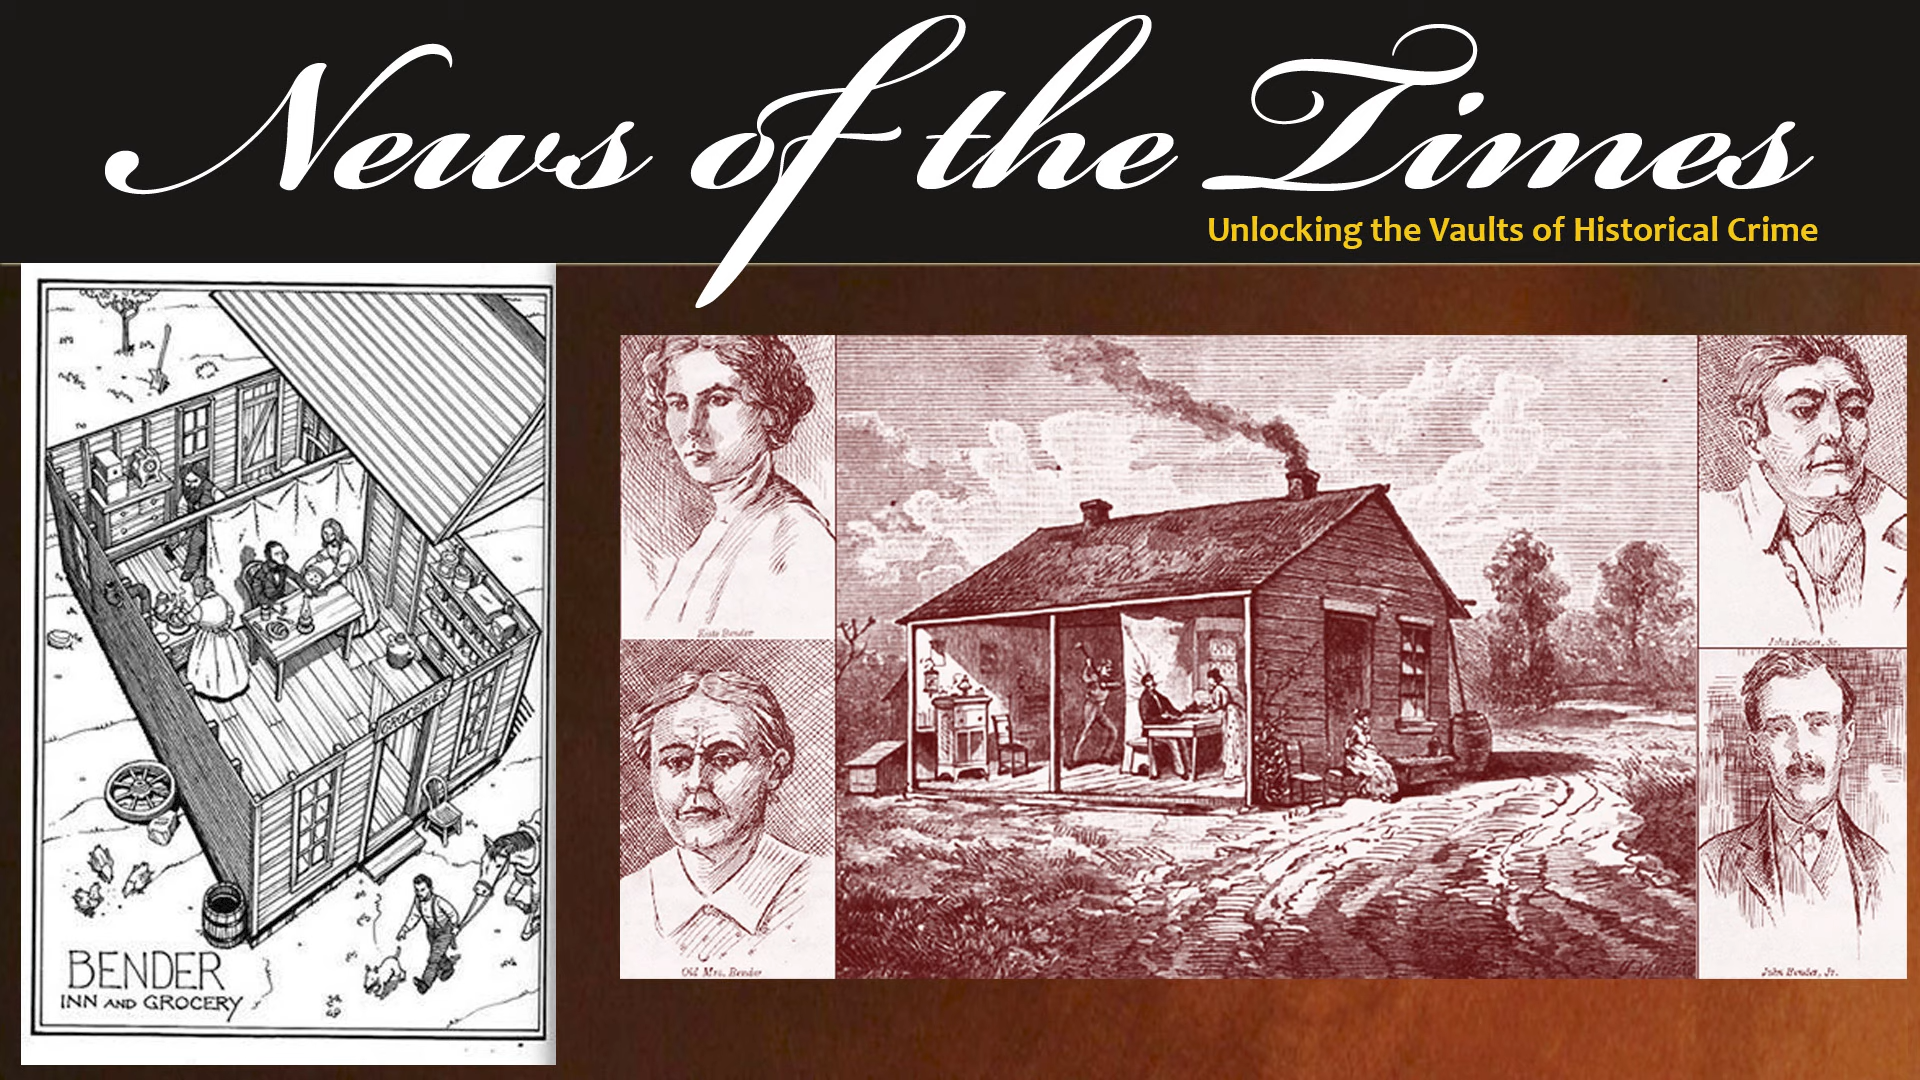 News of the Times
Unlocking the Vaults of Historical Crime
GROCERIES
BENDER
INN AND GROCERY
Kate Bender
Old Mrs. Bender
John Bender, Sr.
John Bender, Jr.